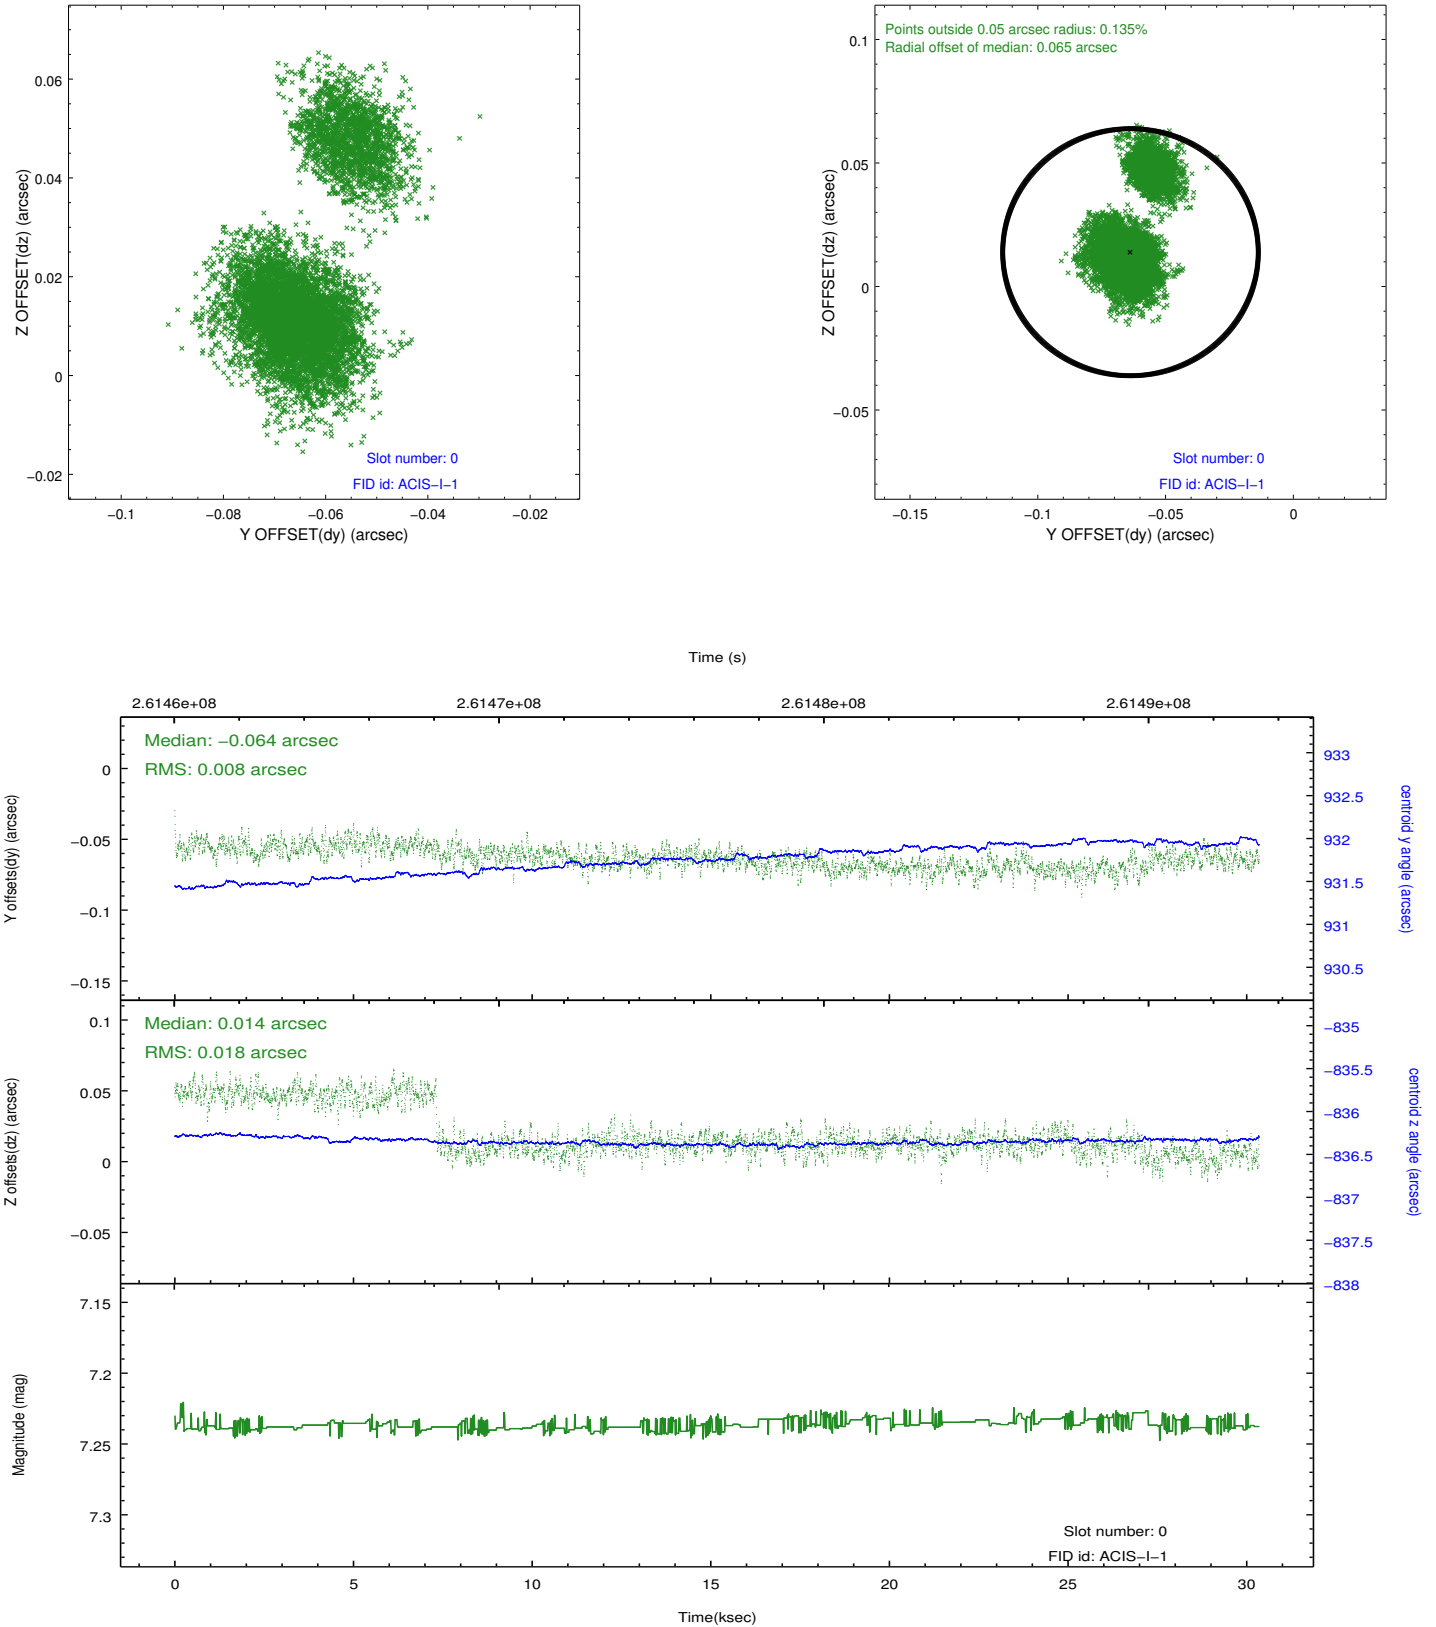 0.06
0.04
0.02
0
−0.02
Z OFFSET(dz) (arcsec)
Slot number: 0
FID id: ACIS−I−1
−0.1
−0.08
−0.06
−0.04
−0.02
Y OFFSET(dy) (arcsec)
Points outside 0.05 arcsec radius: 0.135%
Radial offset of median: 0.065 arcsec
0.1
0.05
0
−0.05
Z OFFSET(dz) (arcsec)
Slot number: 0
FID id: ACIS−I−1
−0.15
−0.1
−0.05
0
Y OFFSET(dy) (arcsec)
Time (s)
2.6146e+08
2.6147e+08
2.6148e+08
2.6149e+08
Median: −0.064 arcsec
RMS: 0.008 arcsec
0
−0.05
−0.1
−0.15
Y offsets(dy) (arcsec)
933
932.5
932
931.5
931
930.5
centroid y angle (arcsec)
Median: 0.014 arcsec
RMS: 0.018 arcsec
0.1
0.05
0
−0.05
Z offsets(dz) (arcsec)
−835
−835.5
−836
−836.5
−837
−837.5
−838
centroid z angle (arcsec)
7.15
7.2
7.25
7.3
Magnitude (mag)
Slot number: 0
FID id: ACIS−I−1
0
5
10
15
20
25
30
Time(ksec)